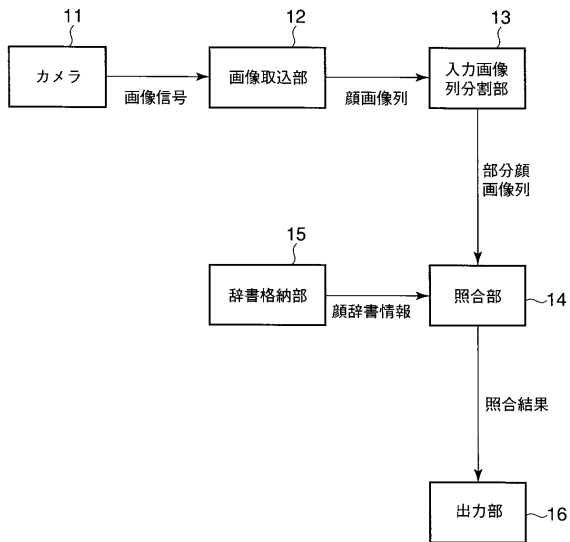 11
12
13
カメラ
画像信号
画像取込部
顔画像列
入力画像
列分割部
部分顔
画像列
15
辞書格納部
顔辞書情報
照合部
14
照合結果
出力部
16